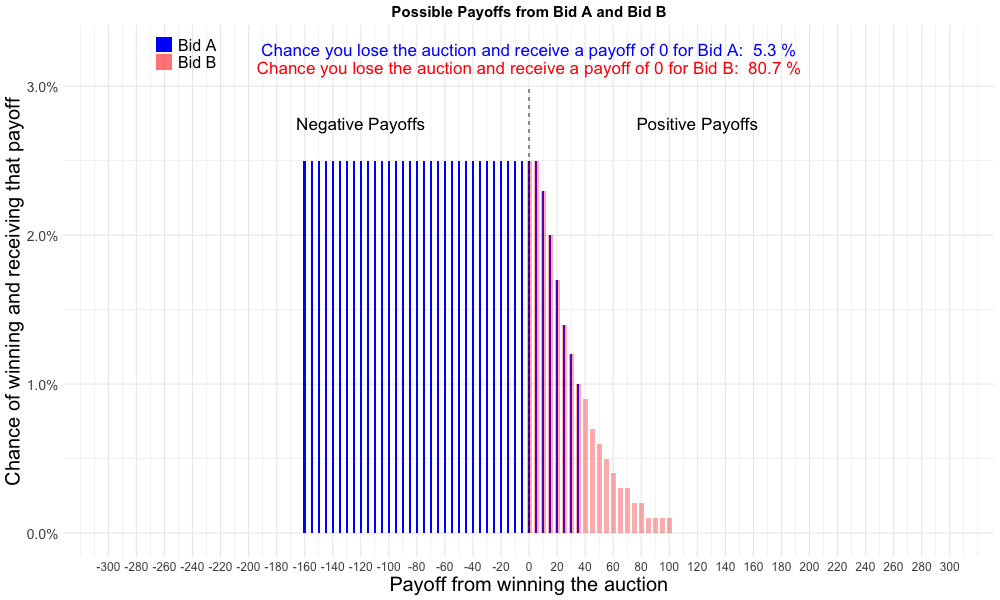 Possible Payoffs from Bid A and Bid B
Bid A
Bid B
Chance you lose the auction and receive a payoff of 0 for Bid A:  5.3 %
Chance you lose the auction and receive a payoff of 0 for Bid B:  80.7 %
Negative Payoffs
Positive Payoffs
Chance of winning and receiving that payoff
3.0%
2.0%
1.0%
0.0%
-300 -280 -260 -240 -220 -200 -180 -160 -140 -120 -100 -80 -60 -40 -20 0 20 40 60 80 100 120 140 160 180 200 220 240 260 280 300
Payoff from winning the auction